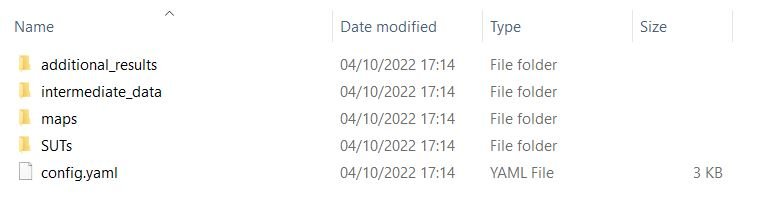 Name Date modified Type Size
additional_results 04/10/2022 17:14 File folder
intermediate_data 04/10/2022 17:14 File folder
maps 04/10/2022 17:14 File folder
SUTs 04/10/2022 17:14 File folder
config.yaml 04/10/2022 17:14 YAML File 3 KB